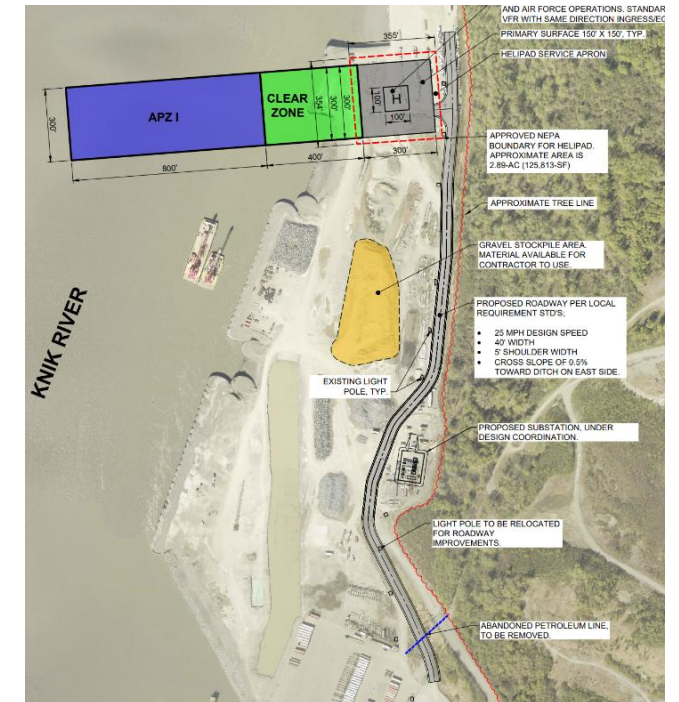 AND AIR FORCE OPERATIONS. STANDAR
VFR WITH SAME DIRECTION INGRESS/EG
PRIMARY SURFACE 150' X 150', TYP.
HELIPAD SERVICE APRON
355'
300'
APZ I
CLEAR
ZONE
354'
300'
300'
100'
H
100'
800'
400'
300'
APPROVED NEPA
BOUNDARY FOR HELIPAD.
APPROXIMATE AREA IS
2.89-AC (125,813-SF)
APPROXIMATE TREE LINE
GRAVEL STOCKPILE AREA.
MATERIAL AVAILABLE FOR
CONTRACTOR TO USE.
KNIK RIVER
PROPOSED ROADWAY PER LOCAL
REQUIREMENT STD'S;
• 25 MPH DESIGN SPEED
• 40' WIDTH
• 5' SHOULDER WIDTH
• CROSS SLOPE OF 0.5%
TOWARD DITCH ON EAST SIDE.
EXISTING LIGHT
POLE, TYP.
PROPOSED SUBSTATION, UNDER
DESIGN COORDINATION.
LIGHT POLE TO BE RELOCATED
FOR ROADWAY
IMPROVEMENTS.
ABANDONED PETROLEUM LINE,
TO BE REMOVED.